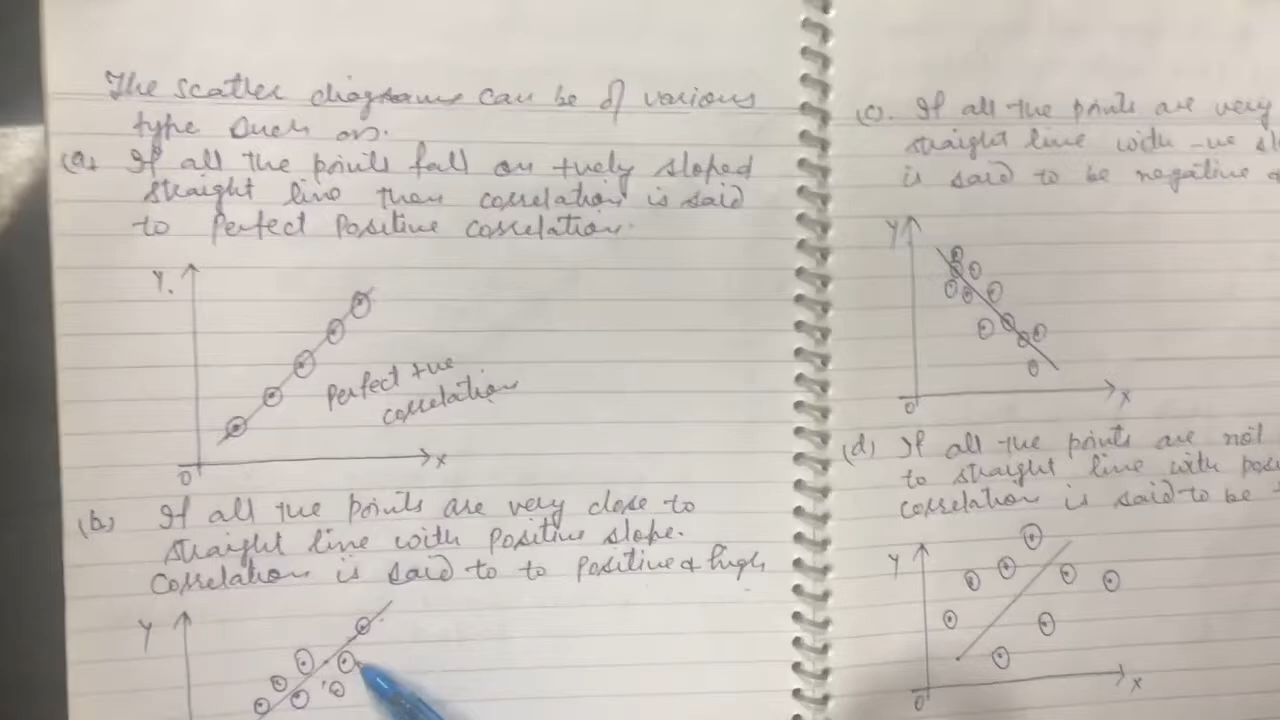 The scatter diagrams can be of various
type such as.
(a) If all the points fall on +vely sloped
straight line then correlation is said
to Perfect Positive correlation.
Y.
Perfect +ve
correlation
O
X
(b) If all the points are very close to
straight line with positive slope.
Correlation is said to to positive & high
Y
(c). If all the points are very
straight line with -ve sl
is said to be negative
Y
O
X
(d) If all the points are not
to straight line with posi
correlation is said to be
Y
O
X